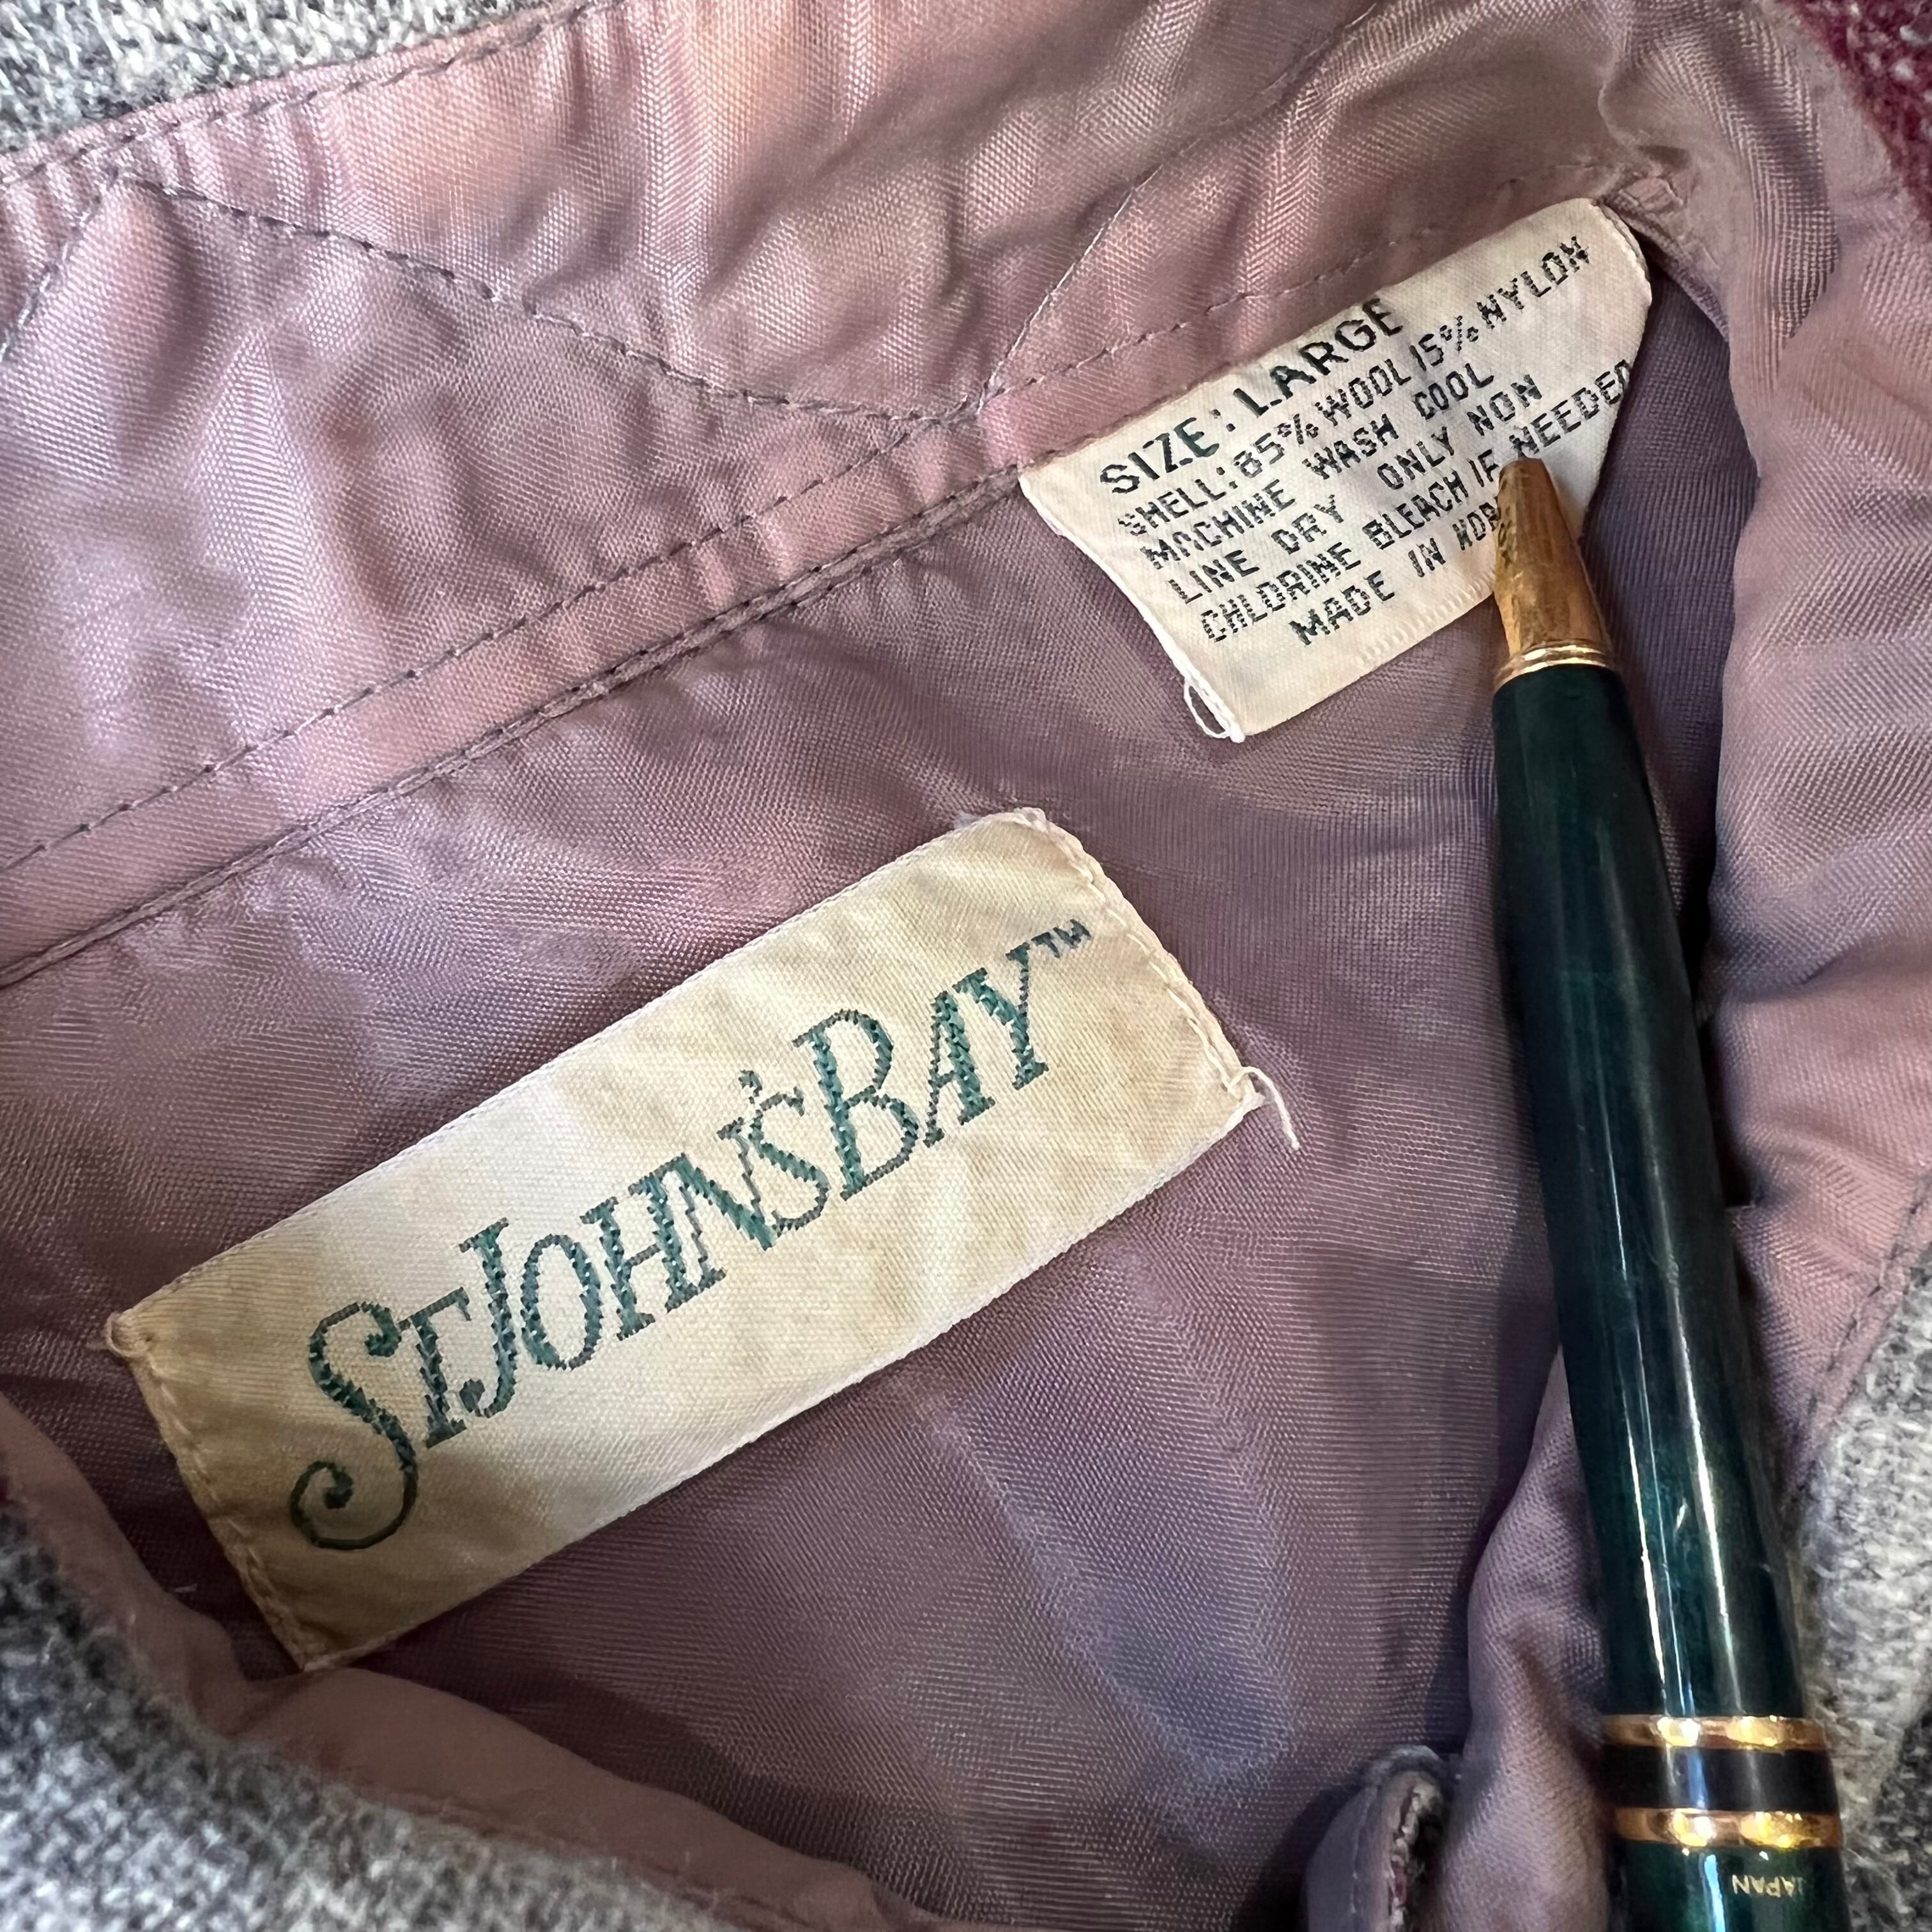 SIZE: LARGE
SHELL: 85% WOOL 15% NYLON
MACHINE WASH COOL
LINE DRY ONLY NON
CHLORINE BLEACH IF NEEDED
MADE IN
ST. JOHN'S BAY™
JAPAN